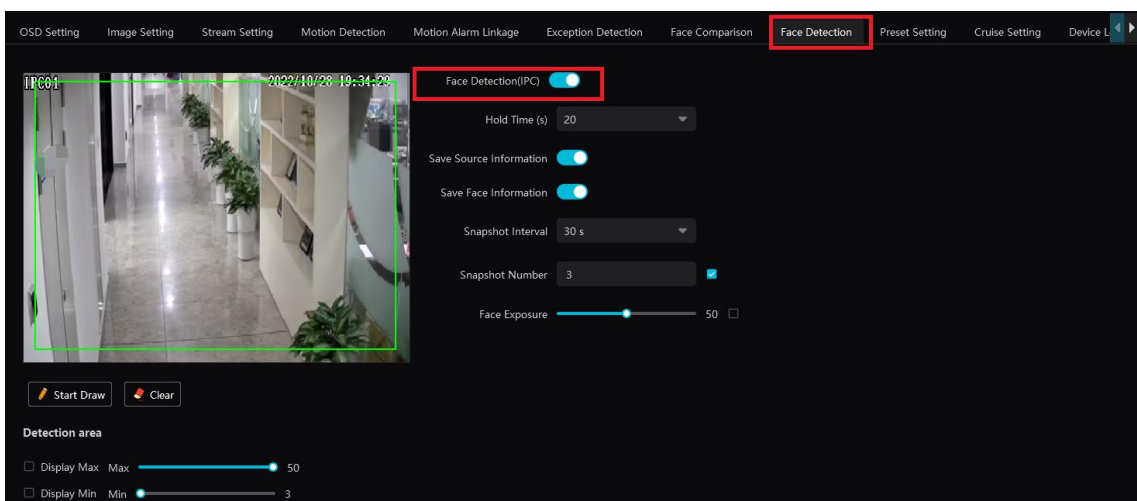 OSD Setting Image Setting Stream Setting Motion Detection Motion Alarm Linkage Exception Detection Face Comparison Face Detection Preset Setting Cruise Setting Device L
IPC01 2022/10/28 19:34:29
Face Detection(IPC)
Hold Time (s) 20
Save Source Information
Save Face Information
Snapshot Interval 30 s
Snapshot Number 3
Face Exposure 50
Start Draw Clear
Detection area
Display Max Max 50
Display Min Min 3